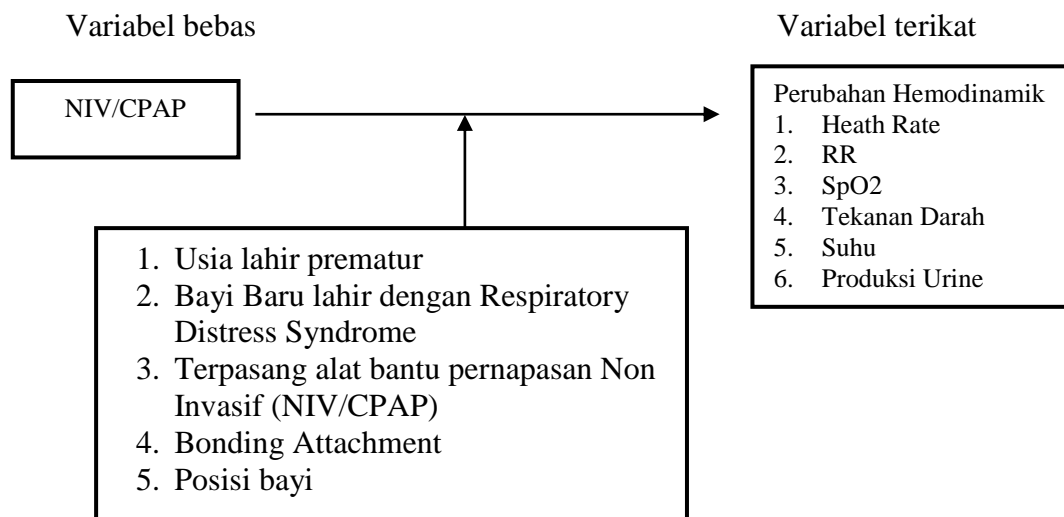 Variabel bebas
Variabel terikat
NIV/CPAP
Perubahan Hemodinamik
1. Heath Rate
2. RR
3. SpO2
4. Tekanan Darah
5. Suhu
6. Produksi Urine
1. Usia lahir prematur
2. Bayi Baru lahir dengan Respiratory
Distress Syndrome
3. Terpasang alat bantu pernapasan Non
Invasif (NIV/CPAP)
4. Bonding Attachment
5. Posisi bayi